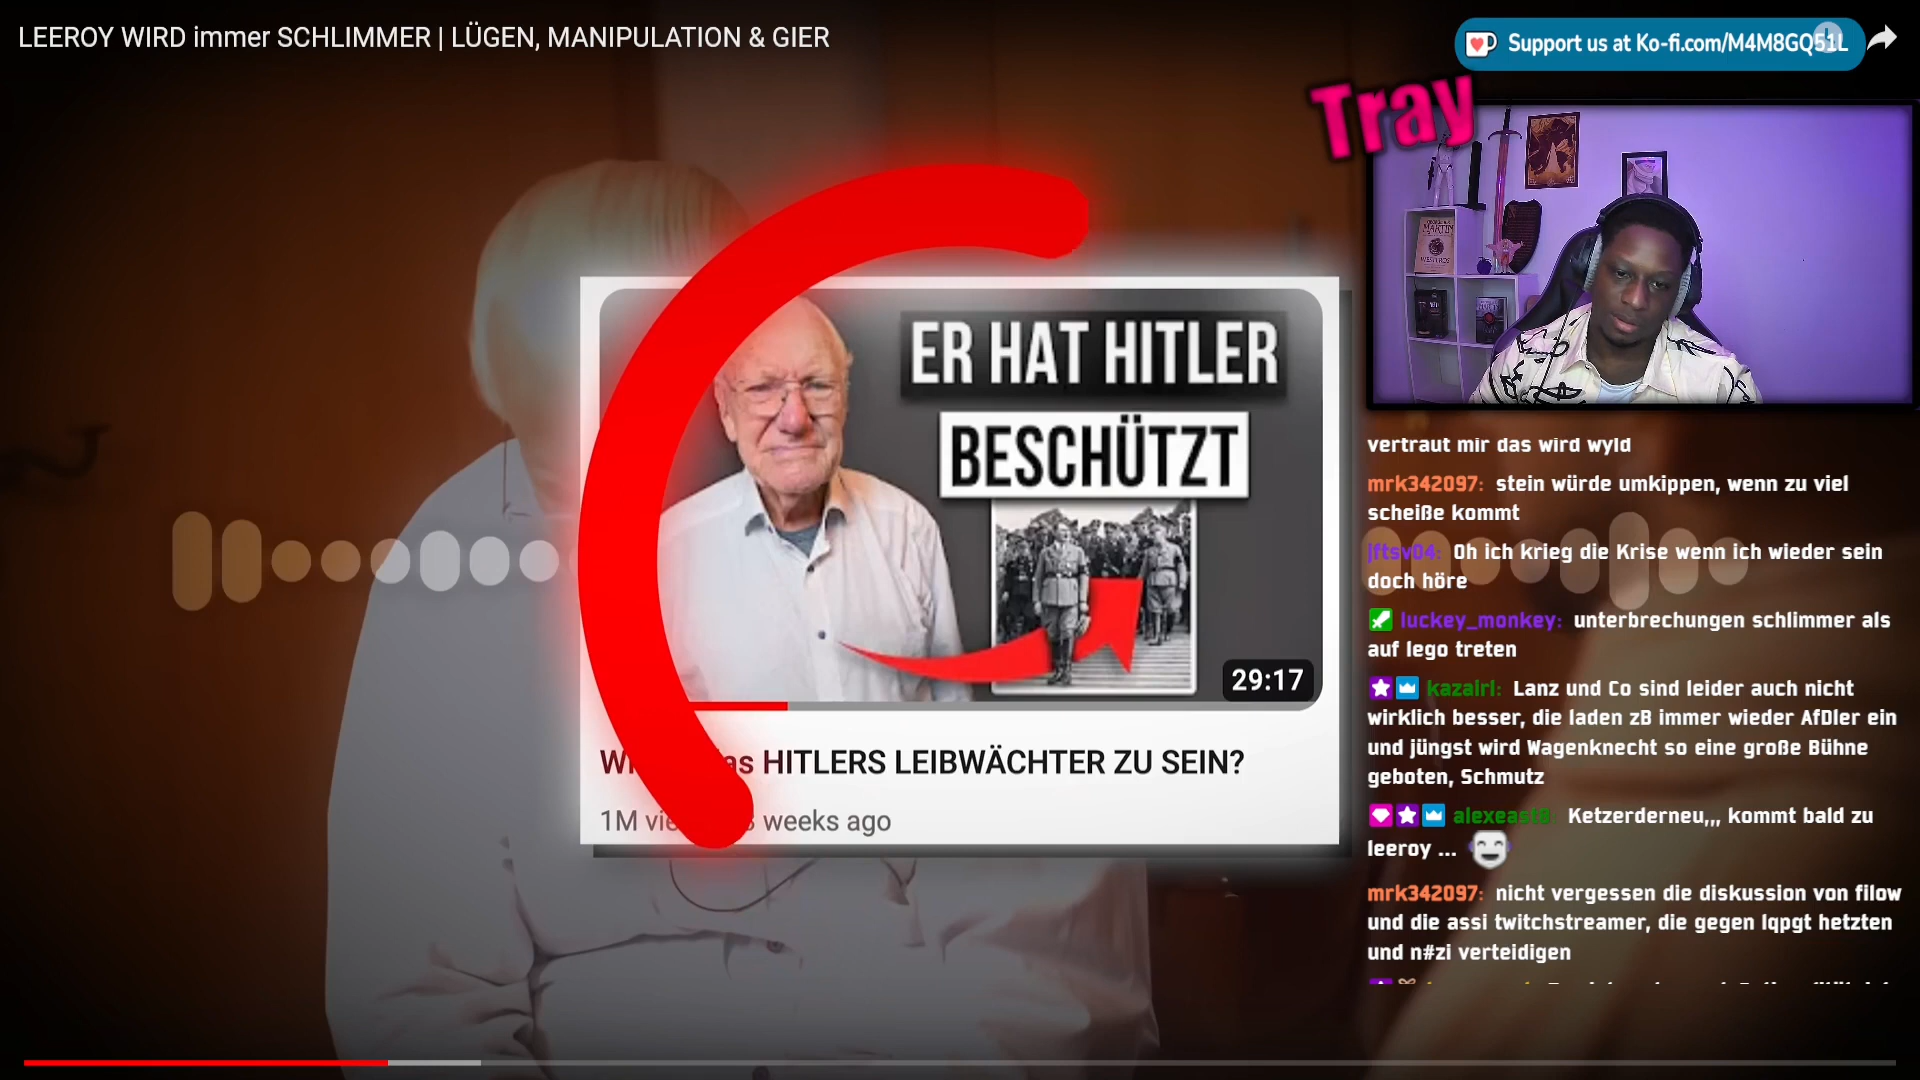 LEEROY WIRD immer SCHLIMMER | LÜGEN, MANIPULATION & GIER
Support us at Ko-fi.com/M4M8GQ51L
Tray
ER HAT HITLER
BESCHÜTZT
29:17
HITLERS LEIBWÄCHTER ZU SEIN?
1M
weeks ago
MARTIN
vertraut mir das wird wyld
mrk342097: stein würde umkippen, wenn zu viel
scheiße kommt
jftsv04: Oh ich krieg die Krise wenn ich wieder sein
doch höre
luckey_monkey: unterbrechungen schlimmer als
auf lego treten
kazairl: Lanz und Co sind leider auch nicht
wirklich besser, die laden zB immer wieder AfDler ein
und jüngst wird Wagenknecht so eine große Bühne
geboten, Schmutz
Ketzerderneu,,, kommt bald zu
leeroy ...
mrk342097: nicht vergessen die diskussion von filow
und die assi twitchstreamer, die gegen lqpgt hetzten
und n#zi verteidigen